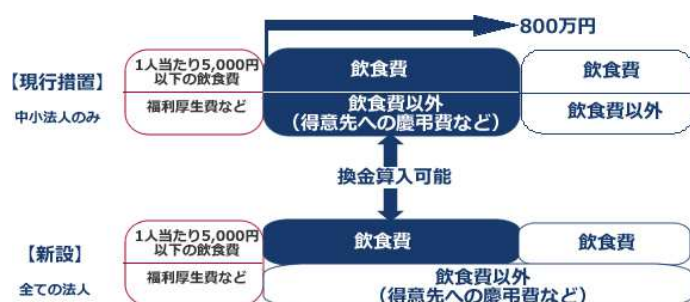 800万円
【現行措置】
中小法人のみ
1人当たり5,000円
以下の飲食費
福利厚生費など
飲食費
飲食費以外
(得意先への慶弔費など)
飲食費
飲食費以外
換金算入可能
【新設】
全ての法人
1人当たり5,000円
以下の飲食費
福利厚生費など
飲食費
飲食費
飲食費以外
(得意先への慶弔費など)